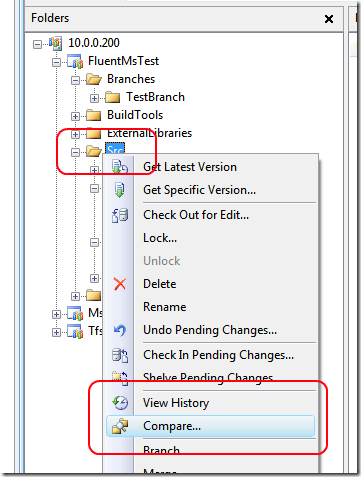 Folders
10.0.0.200
FluentMsTest
Branches
TestBranch
BuildTools
ExternalLibraries
Src
Get Latest Version
Get Specific Version...
Check Out for Edit...
Lock...
Unlock
Delete
Rename
Undo Pending Changes...
Check In Pending Changes...
Shelve Pending Changes
View History
Compare...
Branch
Ms
Tfs